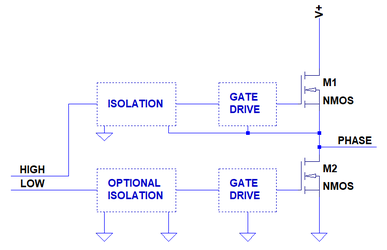 V+
M1
NMOS
ISOLATION
GATE
DRIVE
PHASE
HIGH
LOW
OPTIONAL
ISOLATION
GATE
DRIVE
M2
NMOS